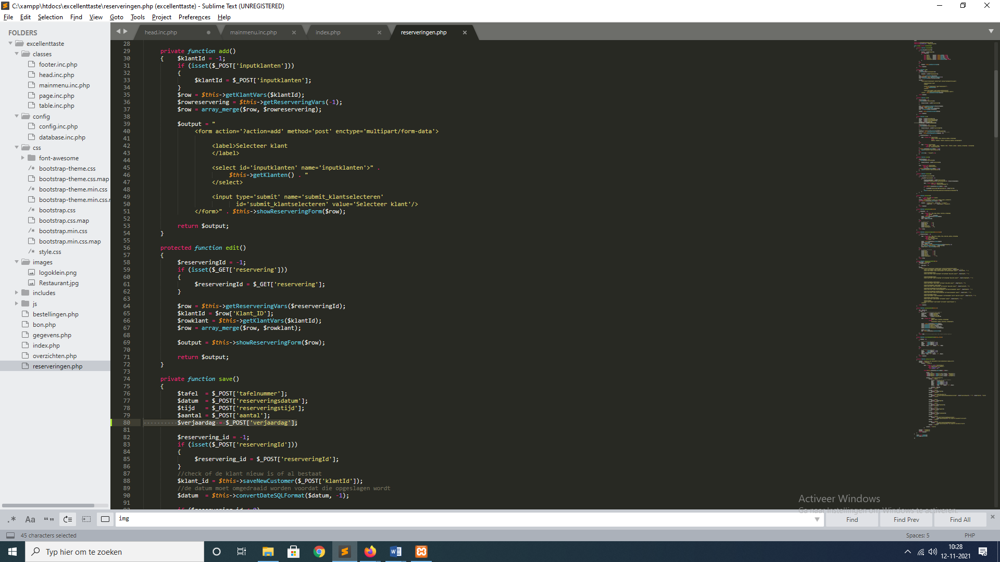 C:\xampp\htdocs\excellenttaste\reserveringen.php (excellenttaste) - Sublime Text (UNREGISTERED)
File Edit Selection Find View Goto Tools Project Preferences Help
FOLDERS
excellenttaste
classes
footer.inc.php
head.inc.php
mainmenu.inc.php
page.inc.php
table.inc.php
config
config.inc.php
database.inc.php
css
font-awesome
/* bootstrap-theme.css
bootstrap-theme.css.map
/* bootstrap-theme.min.css
bootstrap-theme.min.css.r
/* bootstrap.css
bootstrap.css.map
/* bootstrap.min.css
bootstrap.min.css.map
/* style.css
images
logoklein.png
Restaurant.jpg
includes
js
bestellingen.php
bon.php
gegevens.php
index.php
overzichten.php
reserveringen.php
head.inc.php mainmenu.inc.php index.php reserveringen.php
28
29 private function add()
30 { $klantId = -1;
31 if (isset($_POST['inputklanten']))
32 {
33 $klantId = $_POST['inputklanten'];
34 }
35 $row = $this->getKlantVars($klantId);
36 $rowreservering = $this->getReserveringVars(-1);
37 $row = array_merge($row, $rowreservering);
38
39 $output = "
40 <form action='?action=add' method='post' enctype='multipart/form-data'>
41
42 <label>Selecteer klant
43 </label>
44
45 <select id='inputklanten' name='inputklanten'>" .
46 $this->getKlanten() . "
47 </select>
48
49 <input type='submit' name='submit_klantselecteren'
50 id='submit_klantselecteren' value='Selecteer klant'/>
51 </form>" . $this->showReserveringForm($row);
52
53 return $output;
54 }
55
56 protected function edit()
57 {
58 $reserveringId = -1;
59 if (isset($_GET['reservering']))
60 {
61 $reserveringId = $_GET['reservering'];
62 }
63
64 $row = $this->getReserveringVars($reserveringId);
65 $klantId = $row['Klant_ID'];
66 $rowklant = $this->getKlantVars($klantId);
67 $row = array_merge($row, $rowklant);
68
69 $output = $this->showReserveringForm($row);
70
71 return $output;
72 }
73
74 private function save()
75 {
76 $tafel = $_POST['tafelnummer'];
77 $datum = $_POST['reserveringsdatum'];
78 $tijd = $_POST['reserveringstijd'];
79 $aantal = $_POST['aantal'];
80 $verjaardag = $_POST['verjaardag'];
81
82 $reservering_id = -1;
83 if (isset($_POST['reserveringId']))
84 {
85 $reservering_id = $_POST['reserveringId'];
86 }
87 //check of de klant nieuw is of al bestaat
88 $klant_id = $this->saveNewCustomer($_POST['klantId']);
89 //de datum moet omgedraaid worden voordat die opgeslagen wordt
90 $datum = $this->convertDateSQLFormat($datum, -1);
91
Activeer Windows
Ga naar Instellingen om Windows te activeren.
.* Aa “” img Find Find Prev Find All
45 characters selected Spaces: 5 PHP
Typ hier om te zoeken
10:28
12-11-2021